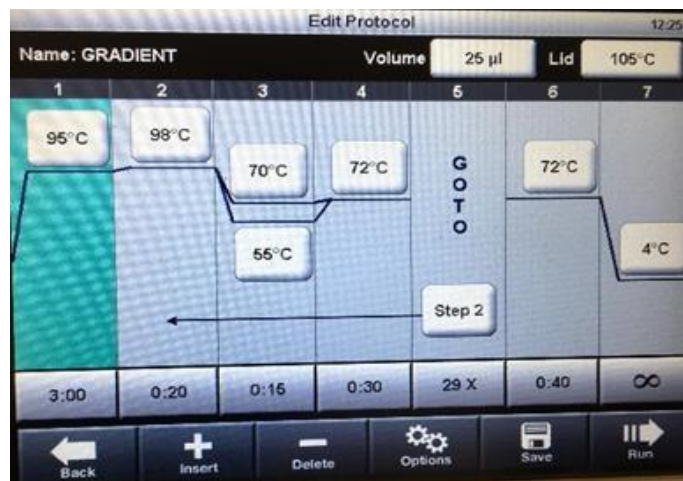 Edit Protocol 12:25
Name: GRADIENT Volume 25 µl Lid 105°C
1 2 3 4 5 6 7
95°C 98°C 70°C 72°C GOTO 72°C
55°C 4°C
Step 2
3:00 0:20 0:15 0:30 29 X 0:40 ∞
Back Insert Delete Options Save Run